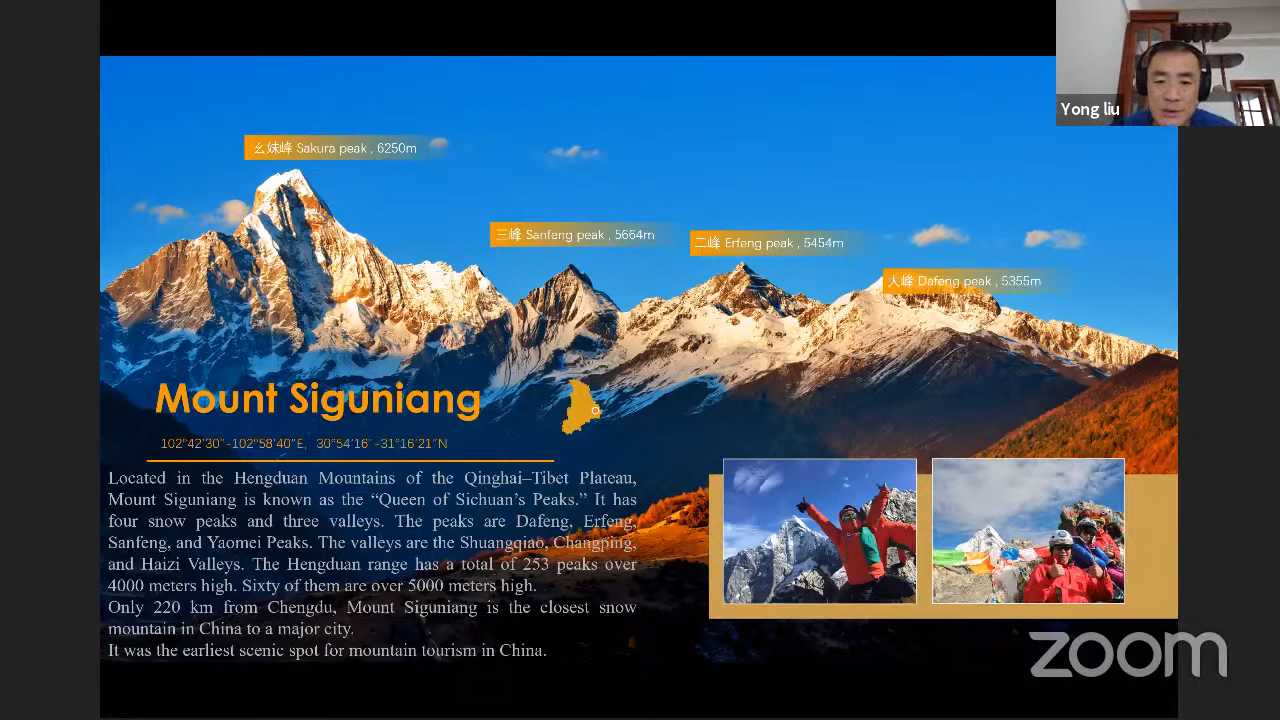 Yong liu
幺妹峰 Sakura peak , 6250m
三峰 Sanfeng peak , 5664m
二峰 Erfeng peak , 5454m
大峰 Dafeng peak , 5355m
Mount Siguniang
102°42'30"-102°58'40"E, 30°54'16"-31°16'21"N
Located in the Hengduan Mountains of the Qinghai–Tibet Plateau,
Mount Siguniang is known as the “Queen of Sichuan’s Peaks.” It has
four snow peaks and three valleys. The peaks are Dafeng, Erfeng,
Sanfeng, and Yaomei Peaks. The valleys are the Shuangqiao, Changping,
and Haizi Valleys. The Hengduan range has a total of 253 peaks over
4000 meters high. Sixty of them are over 5000 meters high.
Only 220 km from Chengdu, Mount Siguniang is the closest snow
mountain in China to a major city.
It was the earliest scenic spot for mountain tourism in China.
zoom